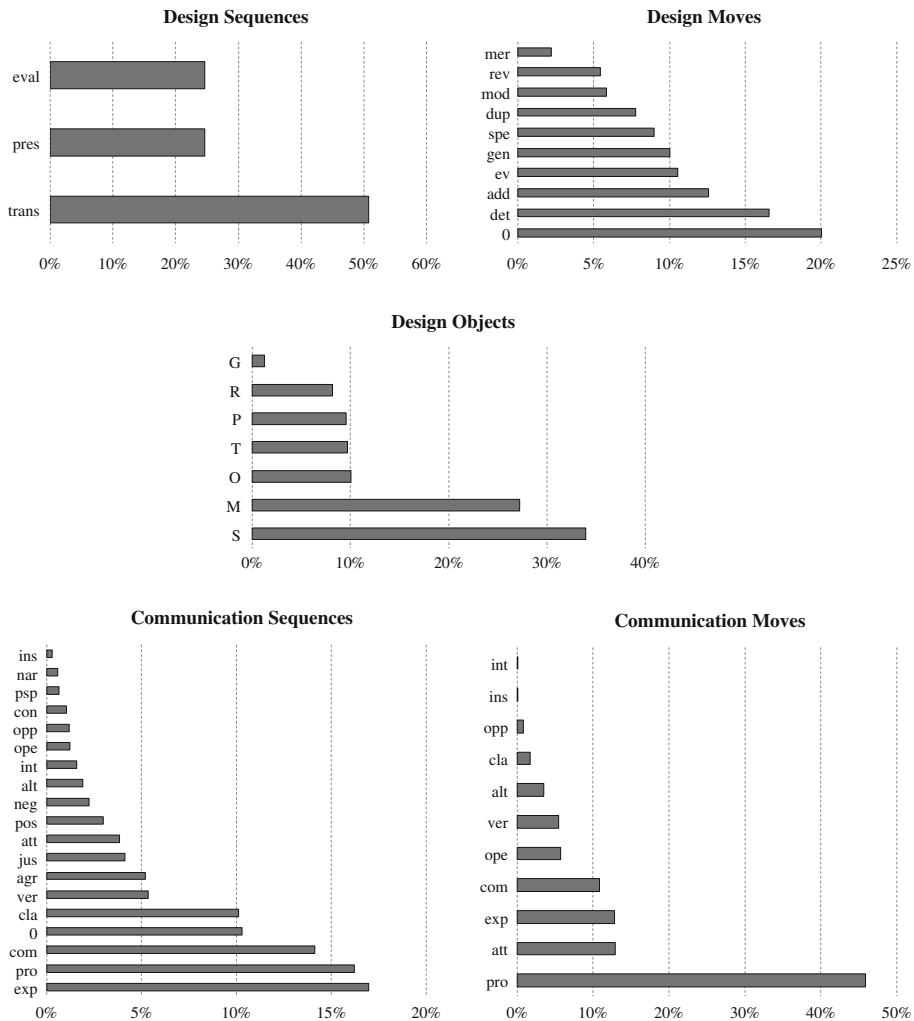 Design Sequences
eval
pres
trans
0% 10% 20% 30% 40% 50% 60%
Design Moves
mer
rev
mod
dup
spe
gen
ev
add
det
0
0% 5% 10% 15% 20% 25%
Design Objects
G
R
P
T
O
M
S
0% 10% 20% 30% 40%
Communication Sequences
ins
nar
psp
con
opp
ope
int
alt
neg
pos
att
jus
agr
ver
cla
0
com
pro
exp
0% 5% 10% 15% 20%
Communication Moves
int
ins
opp
cla
alt
ver
ope
com
exp
att
pro
0% 10% 20% 30% 40% 50%